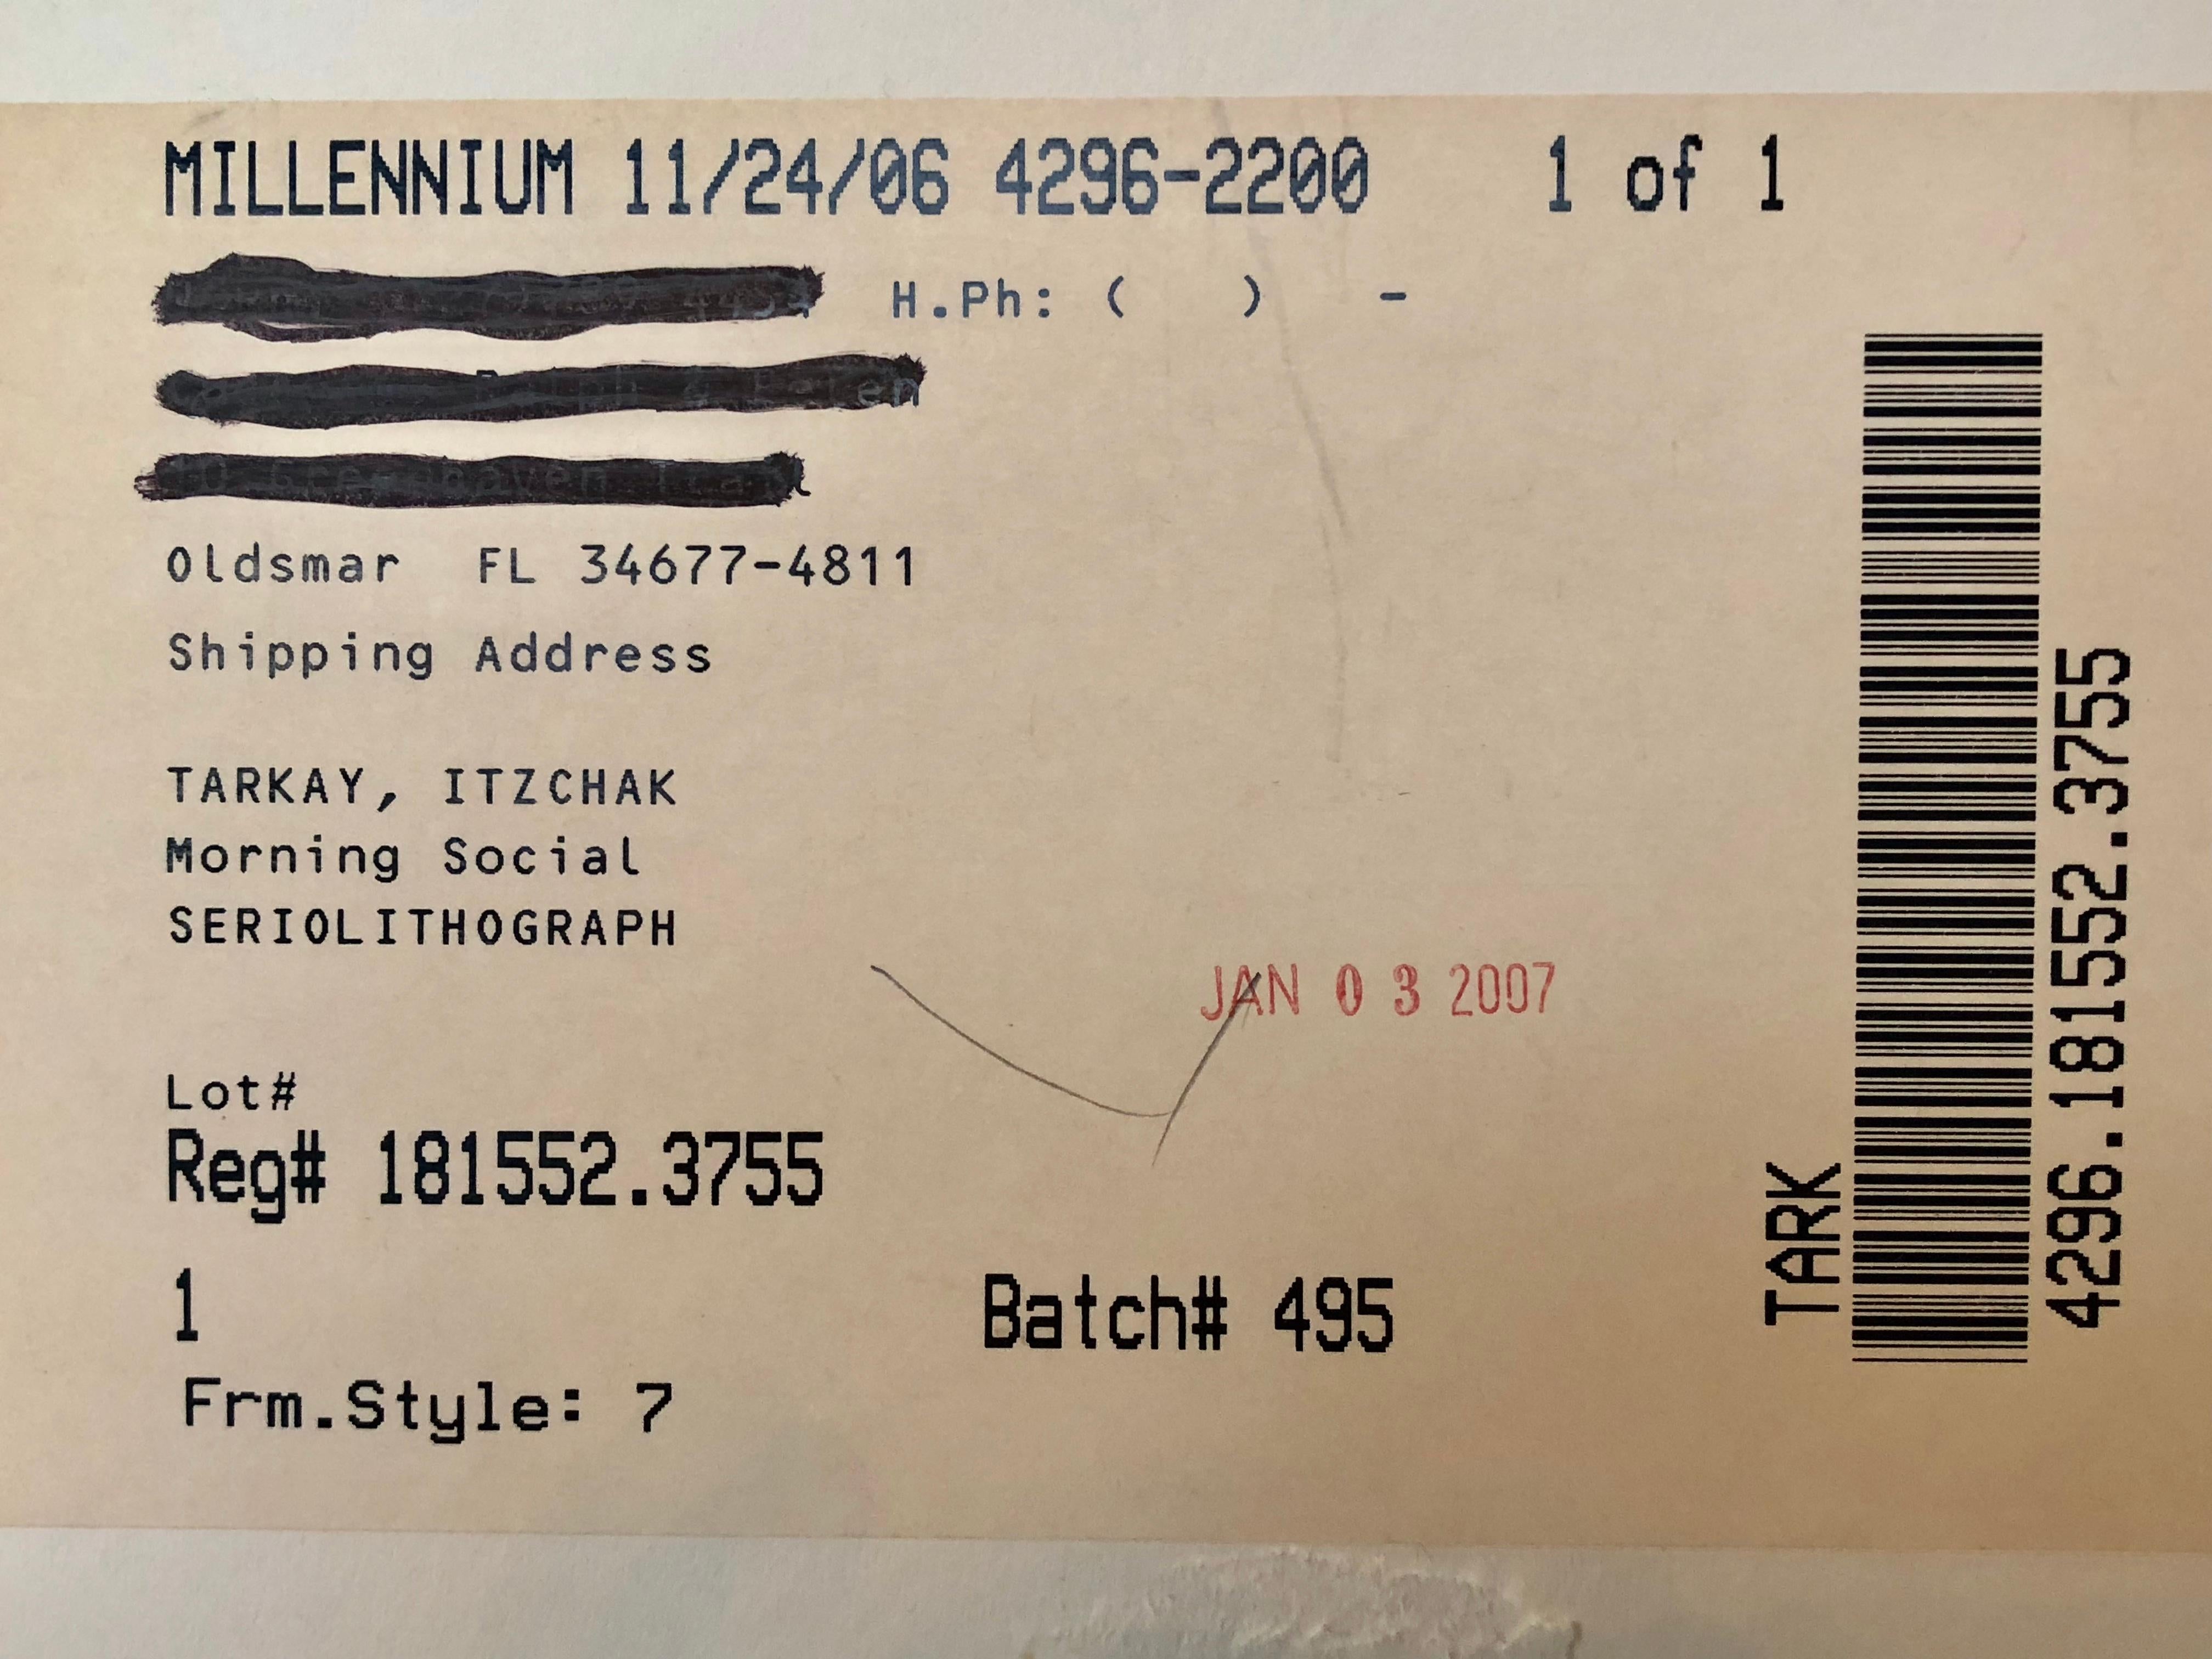 MILLENNIUM 11/24/06 4296-2200 1 of 1
H.Ph: ( ) -
Oldsmar FL 34677-4811
Shipping Address
TARKAY, ITZCHAK
Morning Social
SERIOLITHOGRAPH
JAN 03 2007
Lot#
Reg# 181552.3755
1
Batch# 495
Frm.Style: 7
TARK
4296.181552.3755